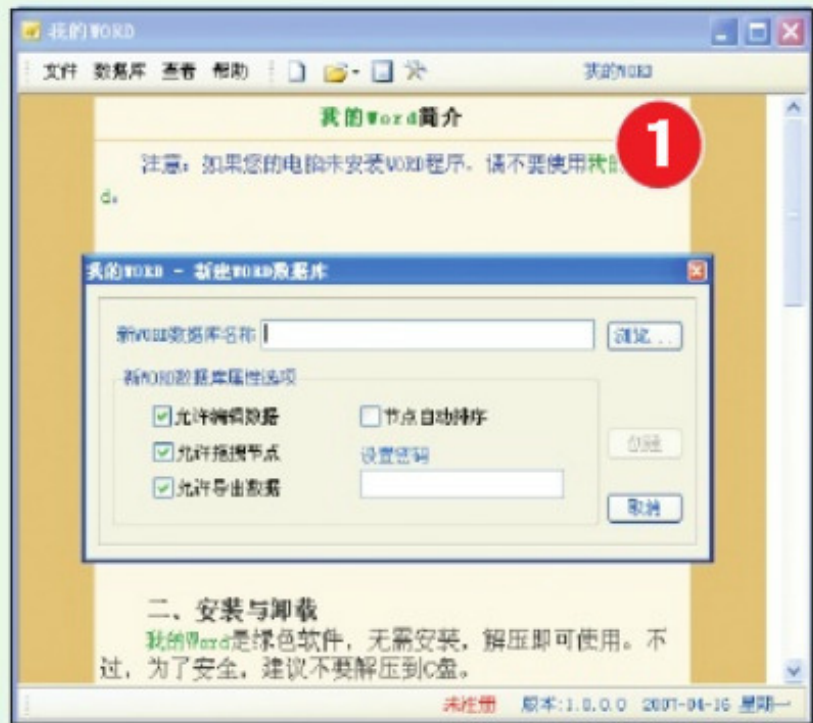 我的WORD
文件 数据库 查看 帮助 我的WORD
我的Word简介
1
注意：如果您的电脑未安装WORD程序，请不要使用我的
d。
我的WORD - 新建WORD数据库
新WORD数据库名称 浏览...
新WORD数据库属性选项
允许编辑数据 节点自动排序
允许拖拽节点 设置密码
创建
允许导出数据
取消
二、安装与卸载
我的Word是绿色软件，无需安装，解压即可使用。不
过，为了安全，建议不要解压到C盘。
未注册 版本:1.0.0.0 2007-04-16 星期一